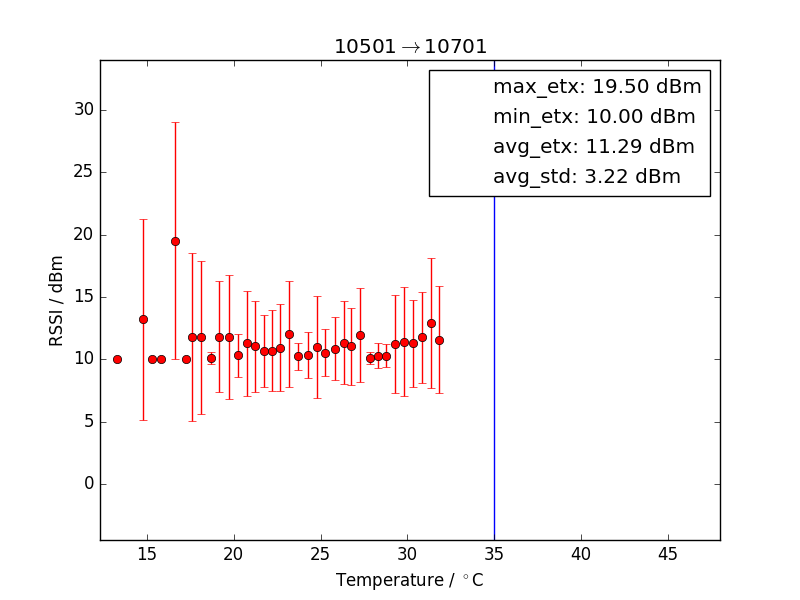 10501→10701
max_etx: 19.50 dBm
min_etx: 10.00 dBm
avg_etx: 11.29 dBm
avg_std: 3.22 dBm
RSSI / dBm
30
25
20
15
10
5
0
15 20 25 30 35 40 45
Temperature / °C